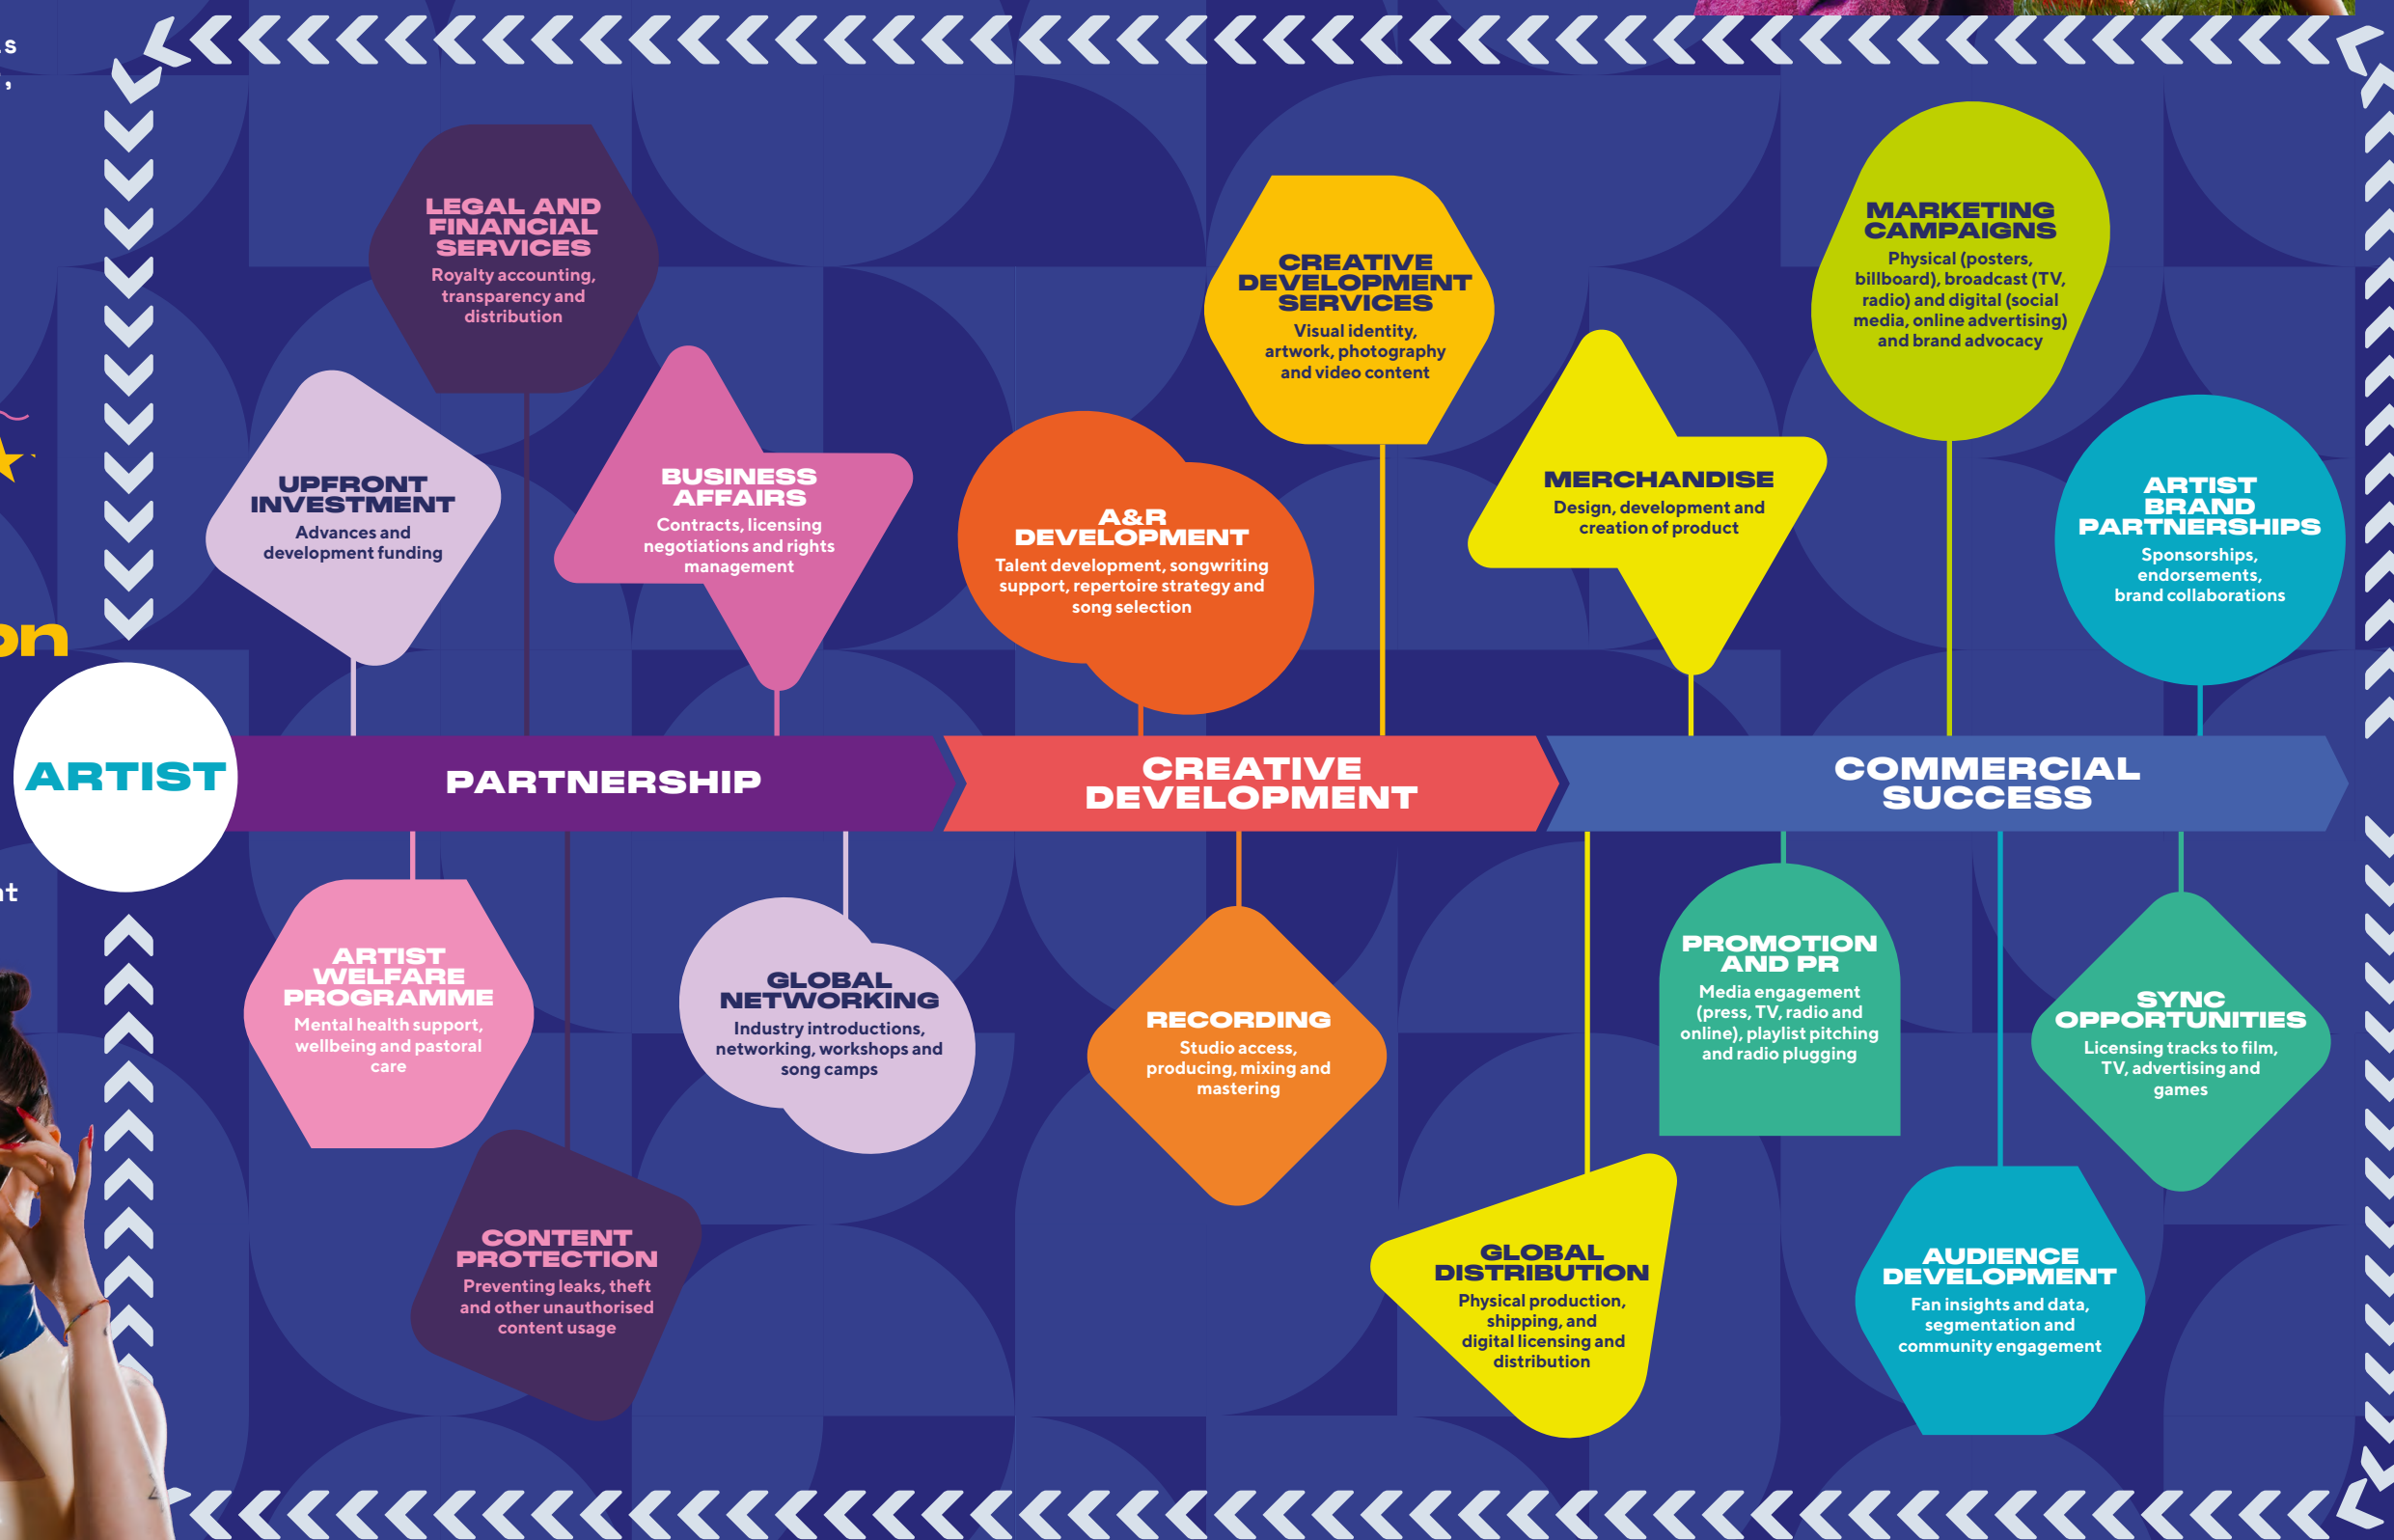 s
,
on
nt
LEGAL AND
FINANCIAL
SERVICES
Royalty accounting,
transparency and
distribution
UPFRONT
INVESTMENT
Advances and
development funding
BUSINESS
AFFAIRS
Contracts, licensing
negotiations and rights
management
A&R
DEVELOPMENT
Talent development, songwriting
support, repertoire strategy and
song selection
CREATIVE
DEVELOPMENT
SERVICES
Visual identity,
artwork, photography
and video content
MERCHANDISE
Design, development and
creation of product
MARKETING
CAMPAIGNS
Physical (posters,
billboard), broadcast (TV,
radio) and digital (social
media, online advertising)
and brand advocacy
ARTIST
BRAND
PARTNERSHIPS
Sponsorships,
endorsements,
brand collaborations
ARTIST
PARTNERSHIP
CREATIVE
DEVELOPMENT
COMMERCIAL
SUCCESS
ARTIST
WELFARE
PROGRAMME
Mental health support,
wellbeing and pastoral
care
CONTENT
PROTECTION
Preventing leaks, theft
and other unauthorised
content usage
GLOBAL
NETWORKING
Industry introductions,
networking, workshops and
song camps
RECORDING
Studio access,
producing, mixing and
mastering
GLOBAL
DISTRIBUTION
Physical production,
shipping, and
digital licensing and
distribution
PROMOTION
AND PR
Media engagement
(press, TV, radio and
online), playlist pitching
and radio plugging
AUDIENCE
DEVELOPMENT
Fan insights and data,
segmentation and
community engagement
SYNC
OPPORTUNITIES
Licensing tracks to film,
TV, advertising and
games